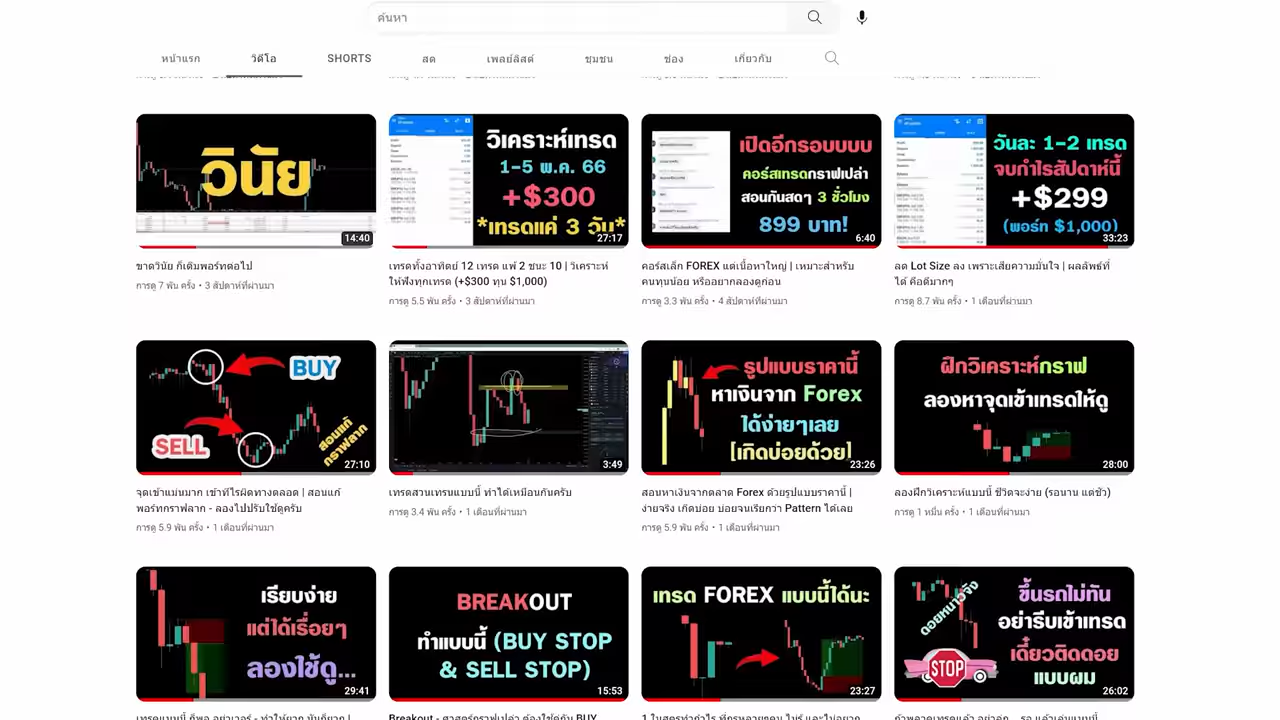 ค้นหา
หน้าแรก วิดีโอ SHORTS สด เพลย์ลิสต์ ชุมชน ช่อง เกี่ยวกับ
วินัย
14:40
วิเคราะห์เทรด
1-5 พ.ค. 66
+$300
*เทรดแค่ 3 วัน*
27:17
เปิดอีกรอบบบบ
คอร์สเทรดกราฟเปล่า
สอนกันสดๆ 3 ชั่วโมง
899 บาท!
6:40
วันละ 1-2 เทรด
จบกำไรสัปดาห์นี้
+$299
(พอร์ท $1,000)
33:23
ขาดวินัย ก็เติมพอร์ทต่อไป
การดู 7 พัน ครั้ง • 3 สัปดาห์ที่ผ่านมา
เทรดทั้งอาทิตย์ 12 เทรด แพ้ 2 ชนะ 10 | วิเคราะห์
ให้ฟังทุกเทรด (+$300 ทุน $1,000)
การดู 5.5 พัน ครั้ง • 3 สัปดาห์ที่ผ่านมา
คอร์สเล็ก FOREX แต่เนื้อหาใหญ่ | เหมาะสำหรับ
คนทุนน้อย หรืออยากลองดูก่อน
การดู 3.3 พัน ครั้ง • 4 สัปดาห์ที่ผ่านมา
ลด Lot Size ลง เพราะเสียความมั่นใจ | ผลลัพธ์ที่
ได้ คือดีมากๆ
การดู 8.7 พัน ครั้ง • 1 เดือนที่ผ่านมา
BUY
SELL
สอนแก้
กราฟลาก
27:10
3:49
รูปแบบราคานี้
หาเงินจาก Forex
ได้ง่ายๆเลย
[เกิดบ่อยด้วย]
23:26
ฝึกวิเคราะห์กราฟ
ลองหาจุดเข้าเทรดให้ดู
28:00
จุดเข้าแม่นมาก เข้าทีไรผิดทางตลอด | สอนแก้
พอร์ทกราฟลาก - ลองไปปรับใช้ดูครับ
การดู 5.9 พัน ครั้ง • 1 เดือนที่ผ่านมา
เทรดสวนเทรนแบบนี้ ทำได้เหมือนกันครับ
การดู 3.4 พัน ครั้ง • 1 เดือนที่ผ่านมา
สอนหาเงินจากตลาด Forex ด้วยรูปแบบราคานี้ |
ง่ายจริง เกิดบ่อย บ่อยจนเรียกว่า Pattern ได้เลย
การดู 5.9 พัน ครั้ง • 1 เดือนที่ผ่านมา
ลองฝึกวิเคราะห์แบบนี้ ชีวิตจะง่าย (รอนาน แต่ชัว)
การดู 1 หมื่น ครั้ง • 1 เดือนที่ผ่านมา
เรียบง่าย
แต่ได้เรื่อยๆ
ลองใช้ดู...
29:41
BREAKOUT
ทำแบบนี้ (BUY STOP
& SELL STOP)
15:53
เทรด FOREX แบบนี้ได้นะ
23:27
ดอยหนาวจัง
STOP
ขึ้นรถไม่ทัน
อย่ารีบเข้าเทรด
เดี๋ยวติดดอย
แบบผม
26:02